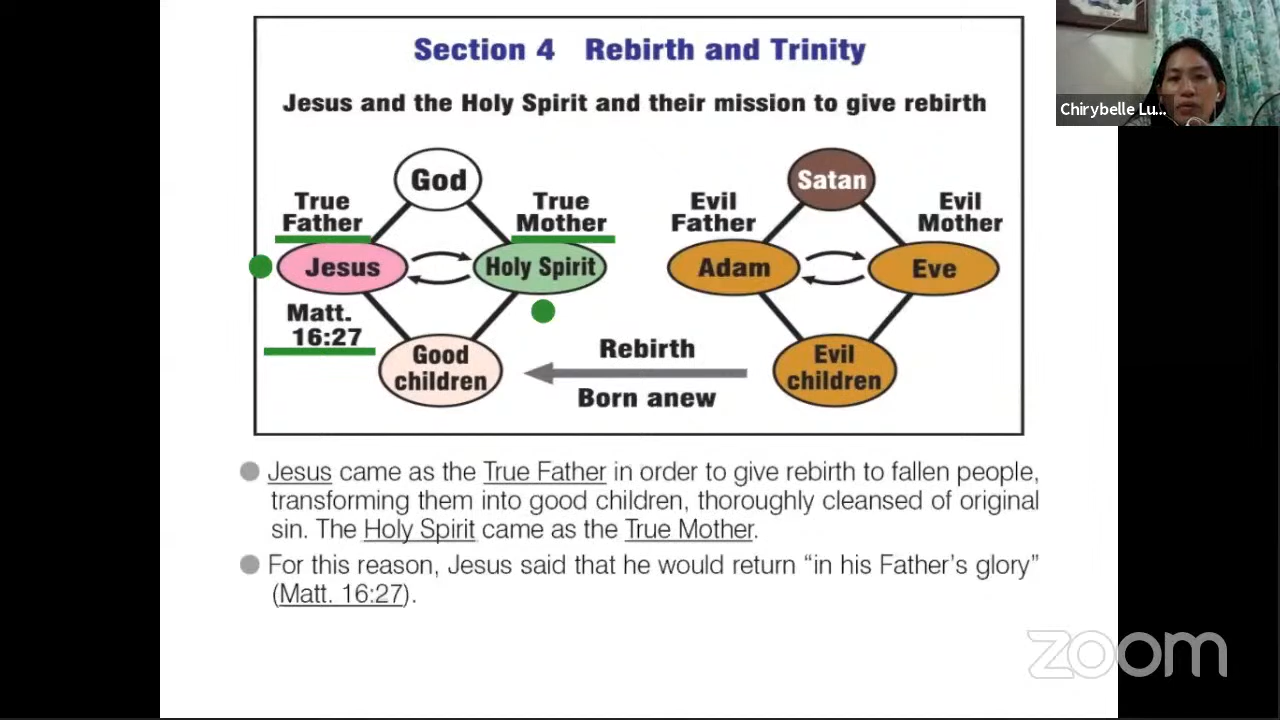 Section 4 Rebirth and Trinity
Chirybelle Lu...
Jesus and the Holy Spirit and their mission to give rebirth
God
Satan
True
Father
True
Mother
Evil
Father
Evil
Mother
Jesus
Holy Spirit
Adam
Eve
Matt.
16:27
Good
children
Rebirth
Born anew
Evil
children
Jesus came as the True Father in order to give rebirth to fallen people,
transforming them into good children, thoroughly cleansed of original
sin. The Holy Spirit came as the True Mother.
For this reason, Jesus said that he would return “in his Father’s glory”
(Matt. 16:27).
zoom